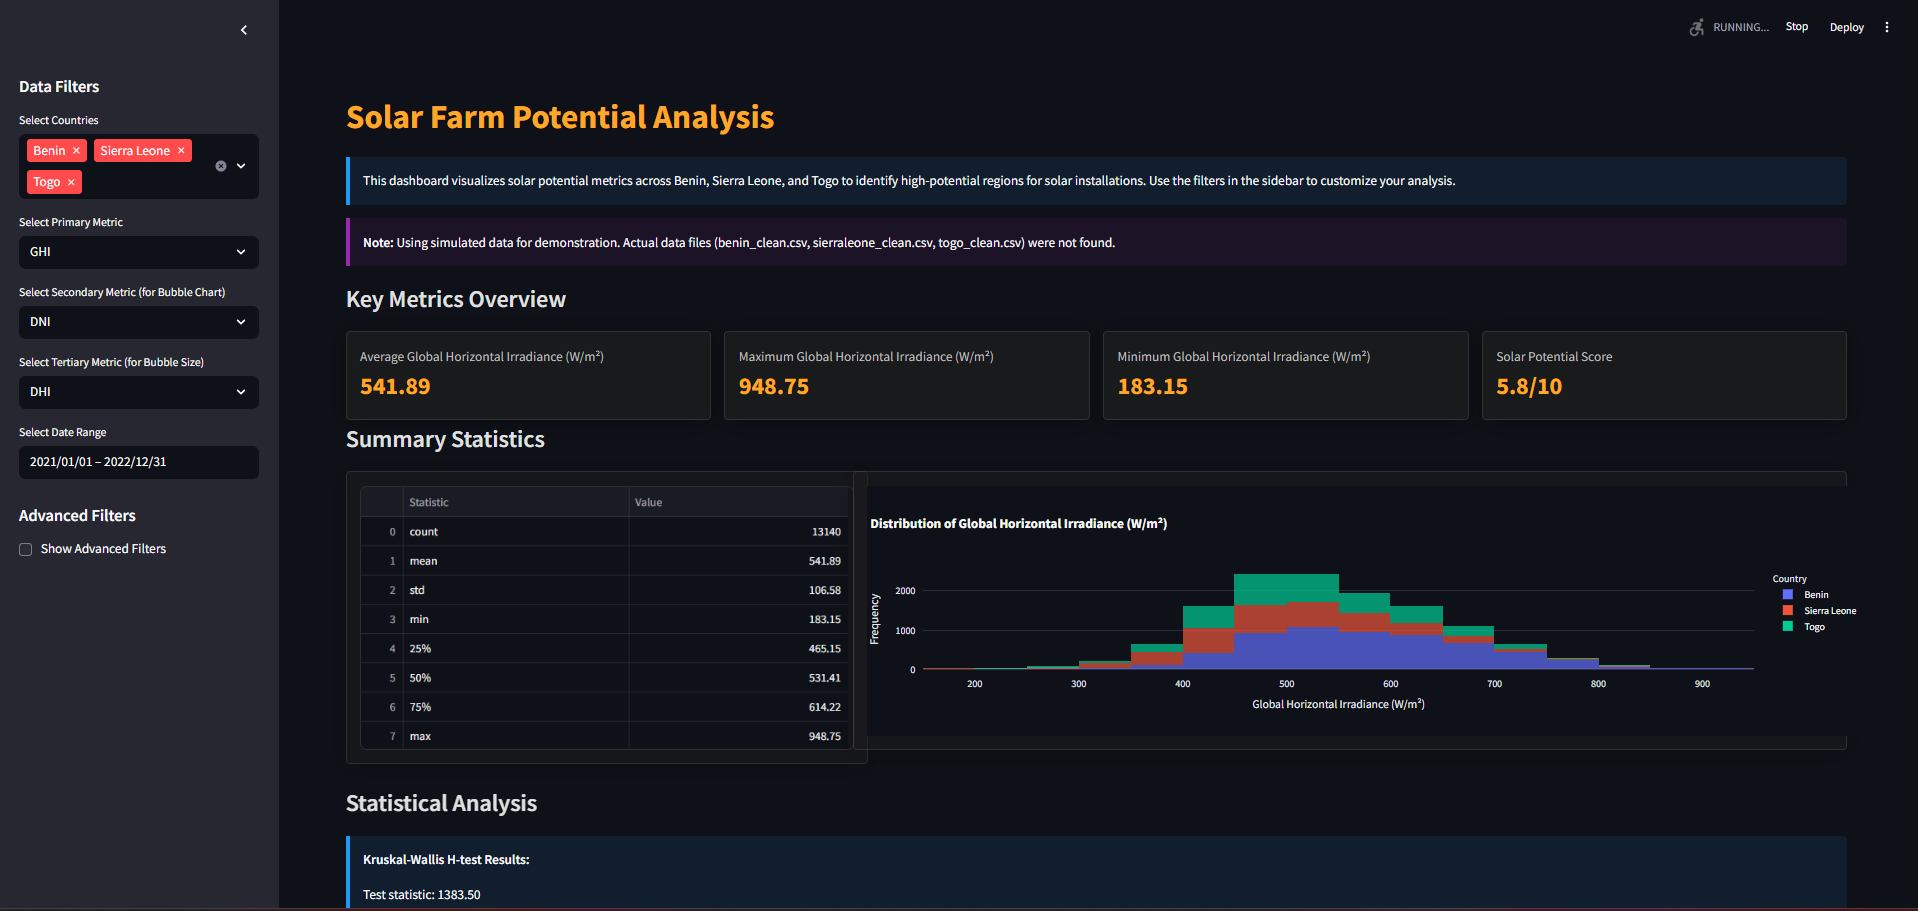 RUNNING...
Stop
Deploy
Data Filters
Select Countries
Benin ×
Sierra Leone ×
Togo ×
Select Primary Metric
GHI
Select Secondary Metric (for Bubble Chart)
DNI
Select Tertiary Metric (for Bubble Size)
DHI
Select Date Range
2021/01/01 – 2022/12/31
Advanced Filters
Show Advanced Filters
Solar Farm Potential Analysis
This dashboard visualizes solar potential metrics across Benin, Sierra Leone, and Togo to identify high-potential regions for solar installations. Use the filters in the sidebar to customize your analysis.
Note: Using simulated data for demonstration. Actual data files (benin_clean.csv, sierraleone_clean.csv, togo_clean.csv) were not found.
Key Metrics Overview
Average Global Horizontal Irradiance (W/m²)
541.89
Maximum Global Horizontal Irradiance (W/m²)
948.75
Minimum Global Horizontal Irradiance (W/m²)
183.15
Solar Potential Score
5.8/10
Summary Statistics
Statistic Value
0 count 13140
1 mean 541.89
2 std 106.58
3 min 183.15
4 25% 465.15
5 50% 531.41
6 75% 614.22
7 max 948.75
Distribution of Global Horizontal Irradiance (W/m²)
Frequency
2000
1000
0
200 300 400 500 600 700 800 900
Global Horizontal Irradiance (W/m²)
Country
Benin
Sierra Leone
Togo
Statistical Analysis
Kruskal-Wallis H-test Results:
Test statistic: 1383.50